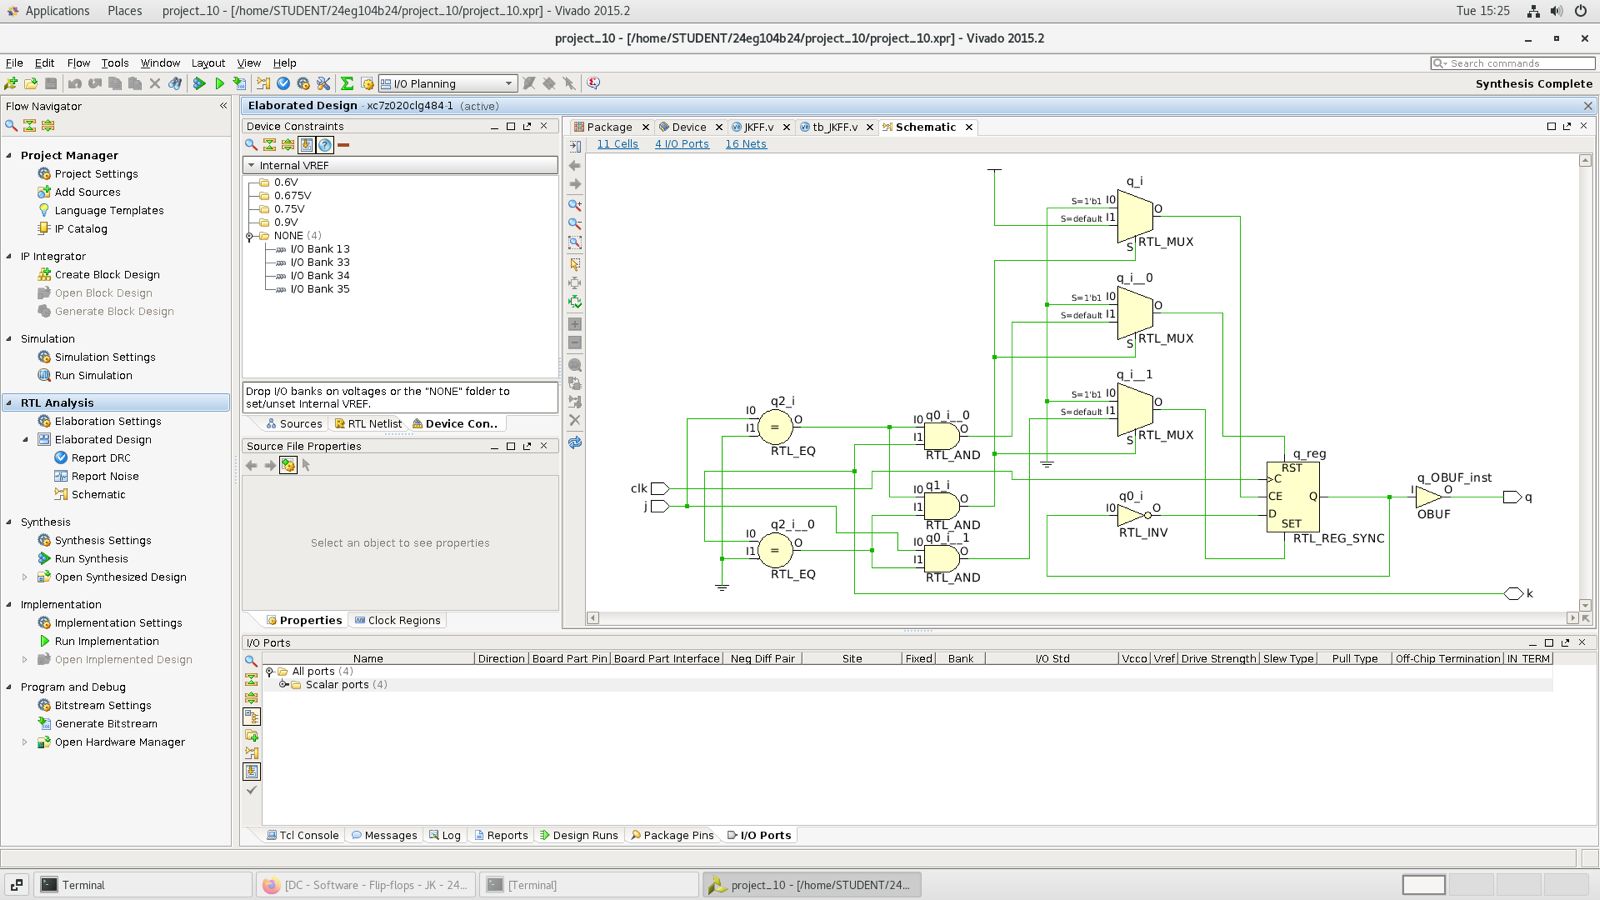 Applications Places project_10 - [/home/STUDENT/24eg104b24/project_10/project_10.xpr] - Vivado 2015.2 Tue 15:25
project_10 - [/home/STUDENT/24eg104b24/project_10/project_10.xpr] - Vivado 2015.2
File Edit Flow Tools Window Layout View Help Search commands
I/O Planning Synthesis Complete
Flow Navigator
Project Manager
Project Settings
Add Sources
Language Templates
IP Catalog
IP Integrator
Create Block Design
Open Block Design
Generate Block Design
Simulation
Simulation Settings
Run Simulation
RTL Analysis
Elaboration Settings
Elaborated Design
Report DRC
Report Noise
Schematic
Synthesis
Synthesis Settings
Run Synthesis
Open Synthesized Design
Implementation
Implementation Settings
Run Implementation
Open Implemented Design
Program and Debug
Bitstream Settings
Generate Bitstream
Open Hardware Manager
Elaborated Design - xc7z020clg484-1 (active)
Device Constraints
Internal VREF
0.6V
0.675V
0.75V
0.9V
NONE (4)
I/O Bank 13
I/O Bank 33
I/O Bank 34
I/O Bank 35
Drop I/O banks on voltages or the "NONE" folder to
set/unset Internal VREF.
Sources RTL Netlist Device Con..
Source File Properties
Select an object to see properties
Properties Clock Regions
Package Device JKFF.v tb_JKFF.v Schematic
11 Cells 4 I/O Ports 16 Nets
q_i
S=1'b1 I0
S=default I1
O
S
RTL_MUX
q_i__0
S=1'b1 I0
S=default I1
O
S
RTL_MUX
q_i__1
S=1'b1 I0
S=default I1
O
S
RTL_MUX
q2_i
I0
I1
O
RTL_EQ
q0_i__0
I0
I1
O
RTL_AND
clk
j
q1_i
I0
I1
O
RTL_AND
q2_i__0
I0
I1
O
RTL_EQ
q0_i__1
I0
I1
O
RTL_AND
q0_i
I0
O
RTL_INV
q_reg
RST
C
CE
D
SET
Q
RTL_REG_SYNC
q_OBUF_inst
I
O
OBUF
q
k
I/O Ports
Name Direction Board Part Pin Board Part Interface Neg Diff Pair Site Fixed Bank I/O Std Vcco Vref Drive Strength Slew Type Pull Type Off-Chip Termination IN_TERM
All ports (4)
Scalar ports (4)
Tcl Console Messages Log Reports Design Runs Package Pins I/O Ports
Terminal [DC - Software - Flip-flops - JK - 24... [Terminal] project_10 - [/home/STUDENT/24...